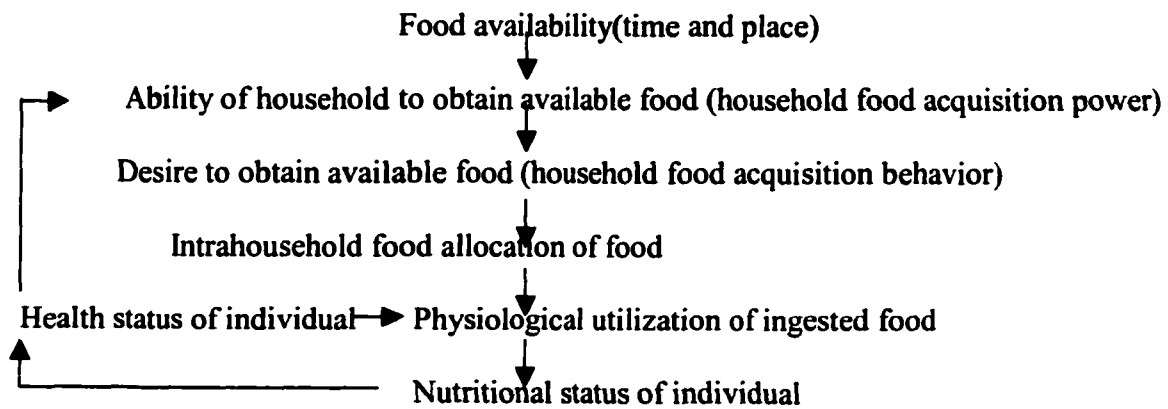 Food availability(time and place)
Ability of household to obtain available food (household food acquisition power)
Desire to obtain available food (household food acquisition behavior)
Intrahousehold food allocation of food
Health status of individual
Physiological utilization of ingested food
Nutritional status of individual